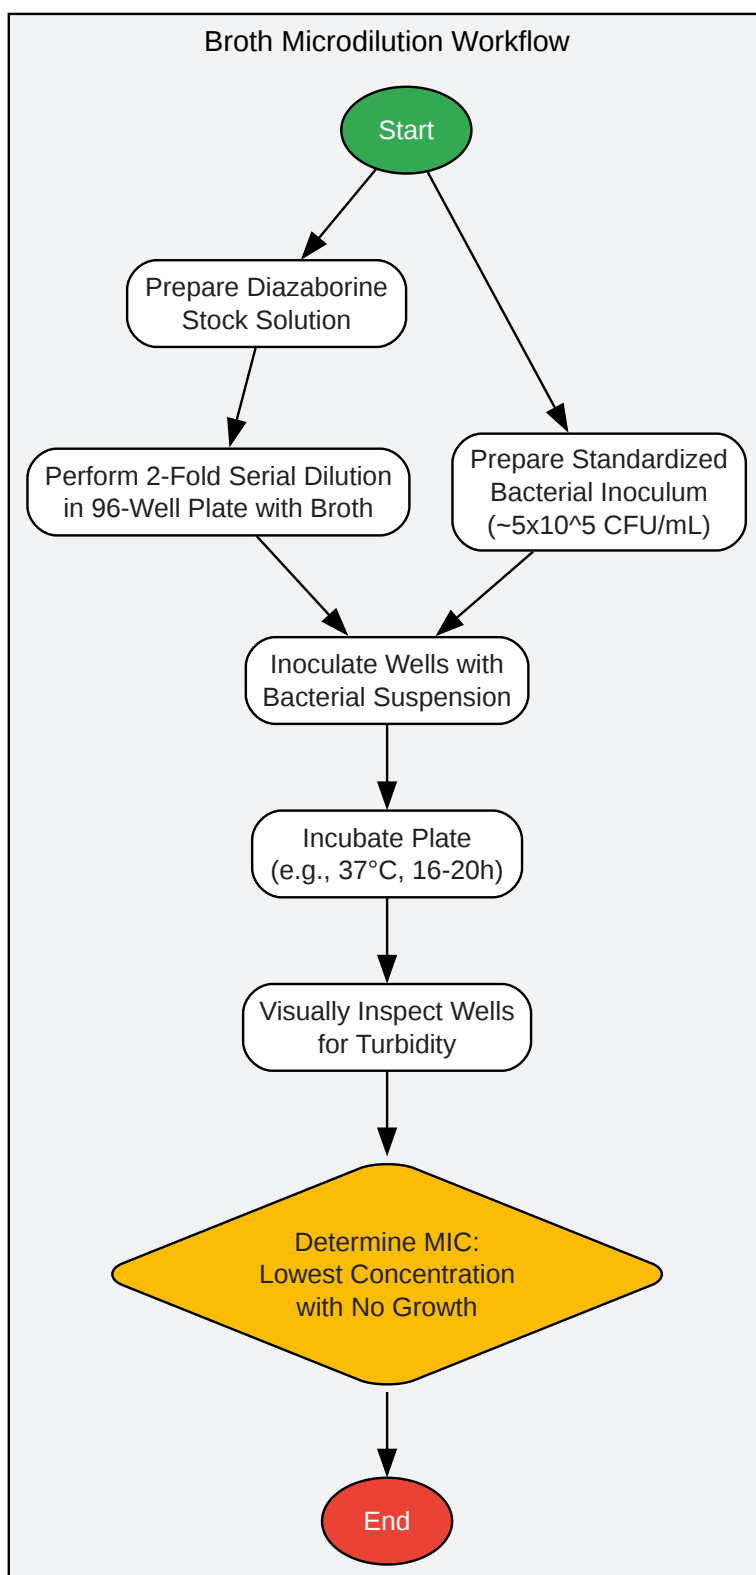 Broth Microdilution Workflow
Start
Prepare Diazaborine
Stock Solution
Perform 2-Fold Serial Dilution
in 96-Well Plate with Broth
Prepare Standardized
Bacterial Inoculum
(~5x10^5 CFU/mL)
Inoculate Wells with
Bacterial Suspension
Incubate Plate
(e.g., 37°C, 16-20h)
Visually Inspect Wells
for Turbidity
Determine MIC:
Lowest Concentration
with No Growth
End